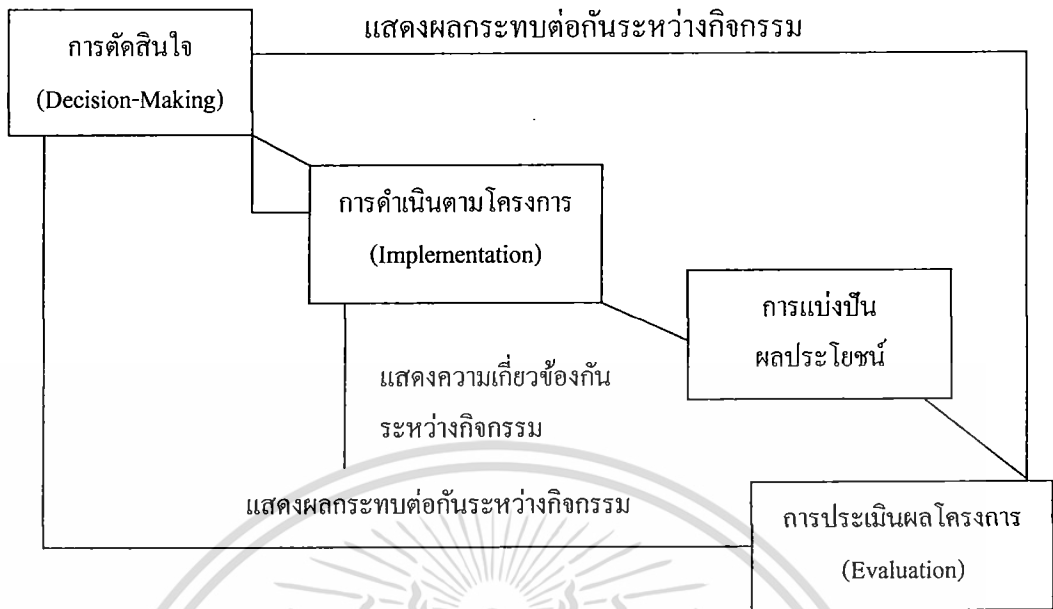 แสดงผลกระทบต่อกันระหว่างกิจกรรม
การตัดสินใจ
(Decision-Making)
การดำเนินตามโครงการ
(Implementation)
การแบ่งปัน
ผลประโยชน์
แสดงความเกี่ยวข้องกัน
ระหว่างกิจกรรม
แสดงผลกระทบต่อกันระหว่างกิจกรรม
การประเมินผลโครงการ
(Evaluation)